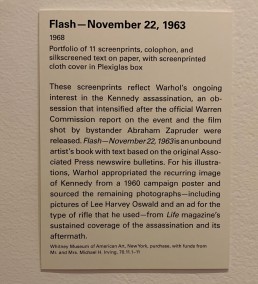 Flash—November 22, 1963
1968
Portfolio of 11 screenprints, colophon, and
silkscreened text on paper, with screenprinted
cloth cover in Plexiglas box
These screenprints reflect Warhol's ongoing
interest in the Kennedy assassination, an ob-
session that intensified after the official Warren
Commission report on the event and the film
shot by bystander Abraham Zapruder were
released. Flash—November 22, 1963 is an unbound
artist's book with text based on the original Asso-
ciated Press newswire bulletins. For his illustra-
tions, Warhol appropriated the recurring image
of Kennedy from a 1960 campaign poster and
sourced the remaining photographs—including
pictures of Lee Harvey Oswald and an ad for the
type of rifle that he used—from Life magazine's
sustained coverage of the assassination and its
aftermath.
Whitney Museum of American Art, New York, purchase, with funds from
Mr. and Mrs. Michael H. Irving,